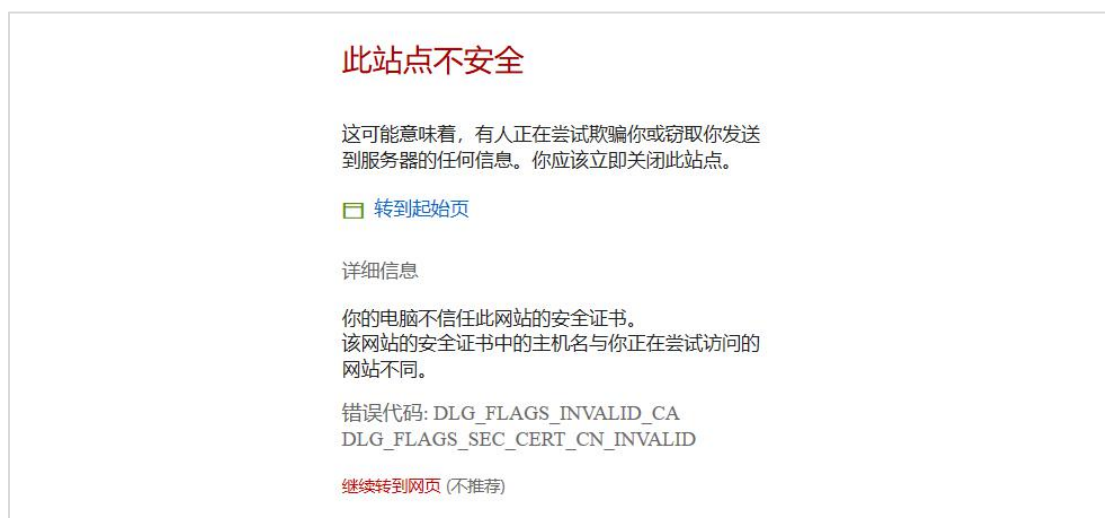 此站点不安全
这可能意味着，有人正在尝试欺骗你或窃取你发送
到服务器的任何信息。你应该立即关闭此站点。
转到起始页
详细信息
你的电脑不信任此网站的安全证书。
该网站的安全证书中的主机名与你正在尝试访问的
网站不同。
错误代码: DLG_FLAGS_INVALID_CA
DLG_FLAGS_SEC_CERT_CN_INVALID
继续转到网页 (不推荐)